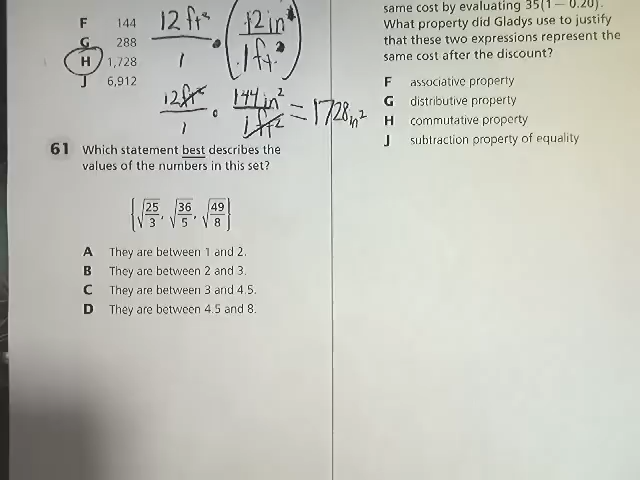 F 144
G 288
H 1,728
J 6,912
12 ft² / 1 · (12 in / 1 ft)²
12 ft² / 1 · 144 in² / 1 ft² = 1728 in²
61 Which statement best describes the
values of the numbers in this set?
{√(25/3), √(36/5), √(49/8)}
A They are between 1 and 2.
B They are between 2 and 3.
C They are between 3 and 4.5.
D They are between 4.5 and 8.
same cost by evaluating 35(1 – 0.20).
What property did Gladys use to justify
that these two expressions represent the
same cost after the discount?
F associative property
G distributive property
H commutative property
J subtraction property of equality